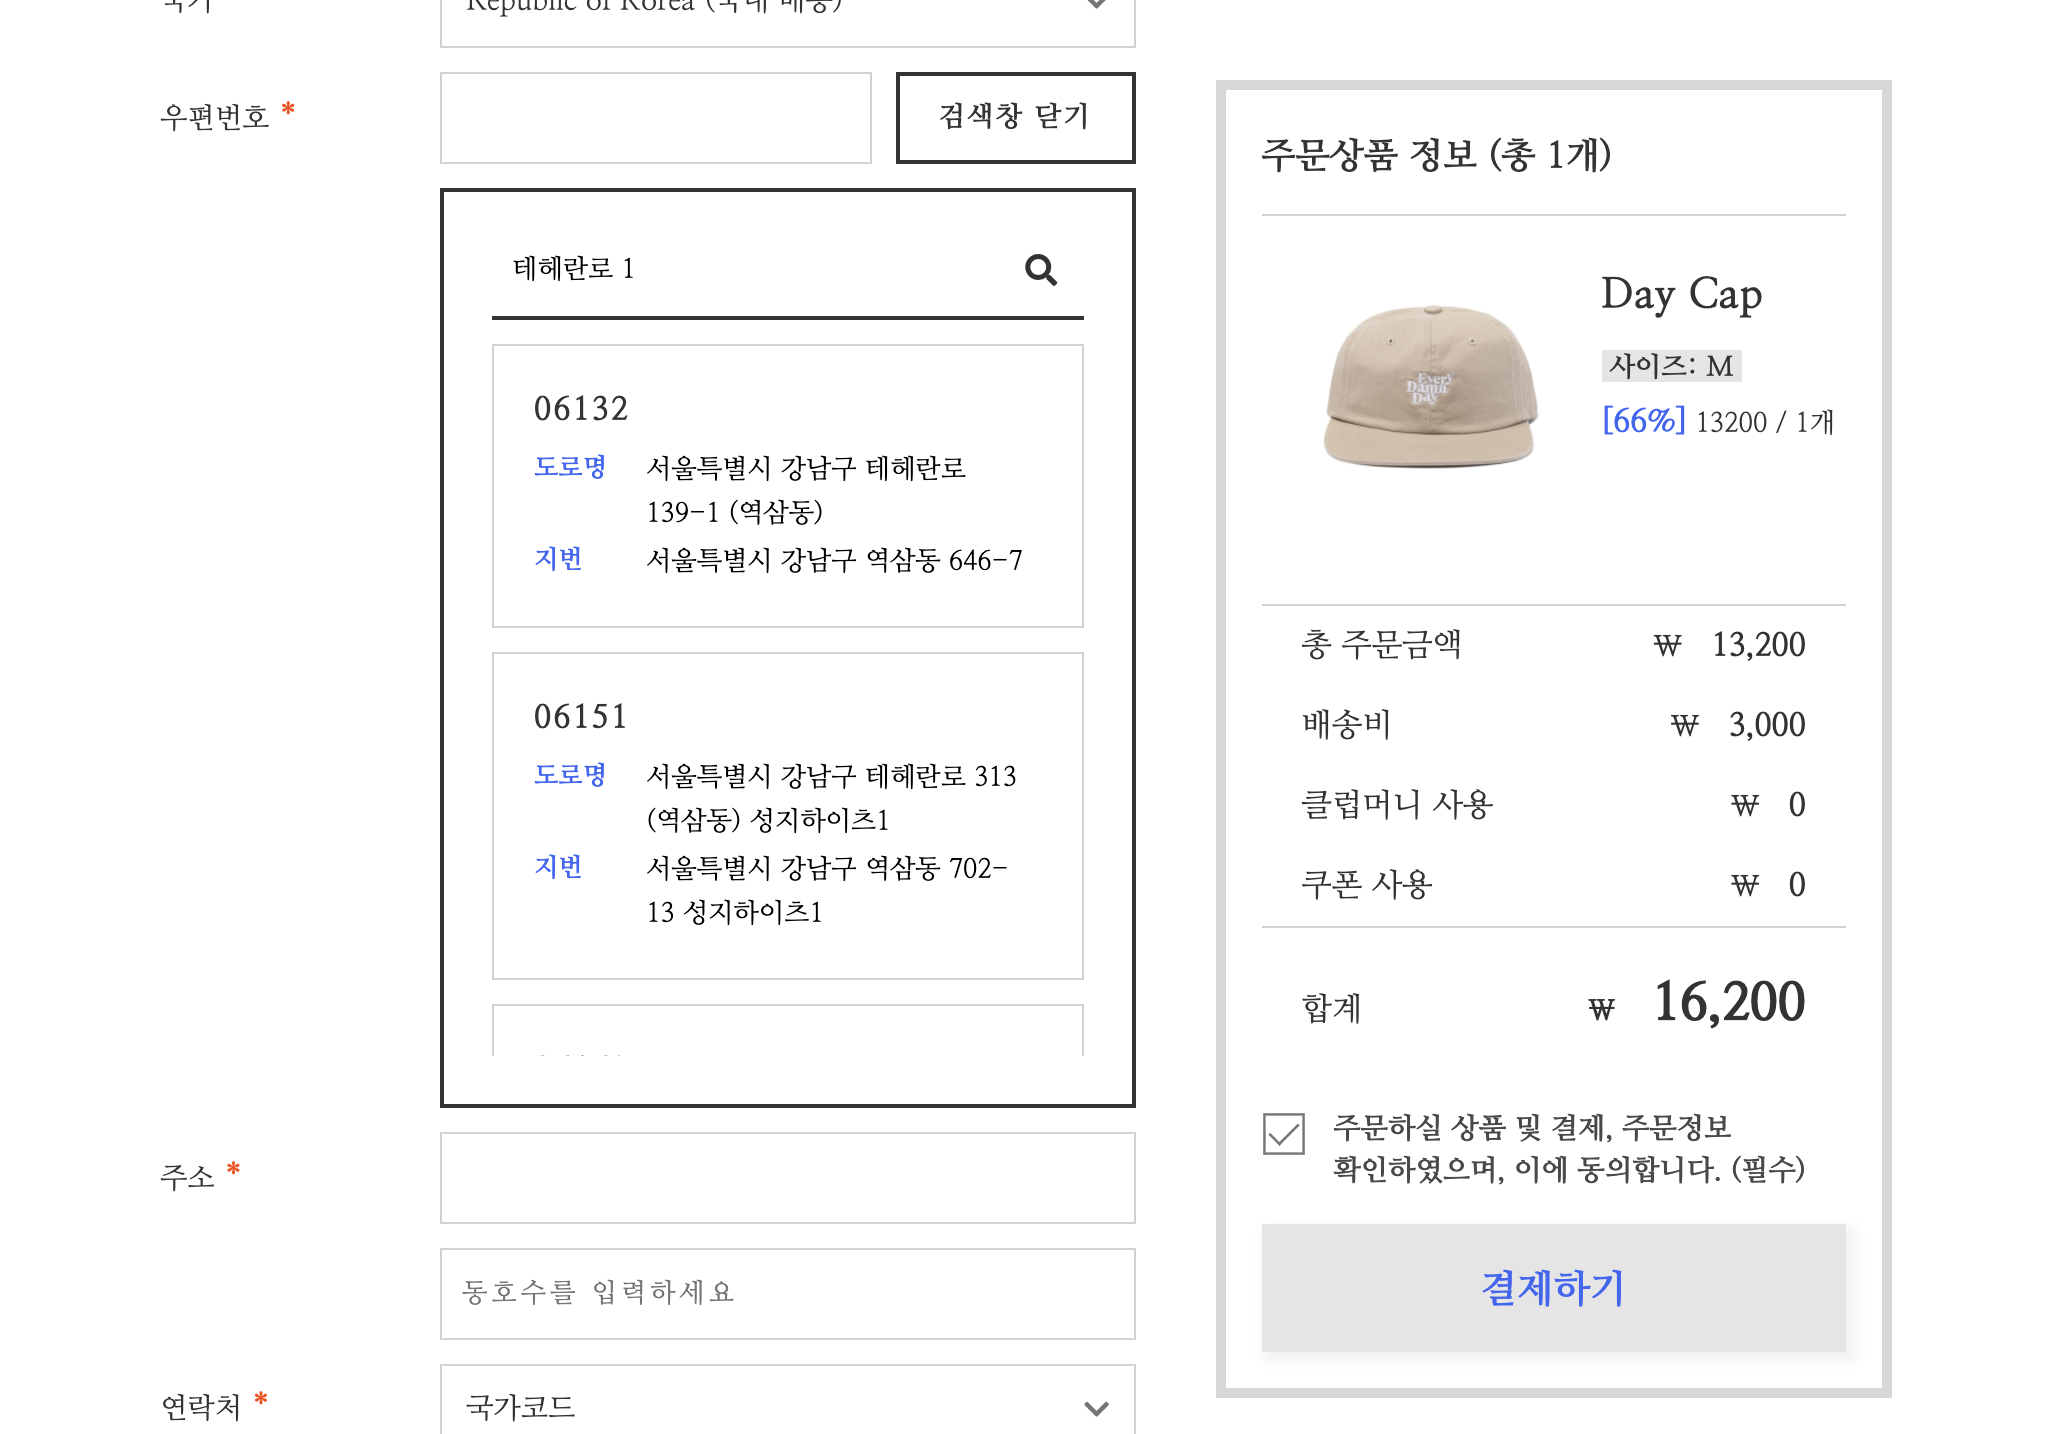 국가
Republic of Korea (국내 배송)
우편번호 *
검색창 닫기
테헤란로 1
06132
도로명 서울특별시 강남구 테헤란로
139-1 (역삼동)
지번 서울특별시 강남구 역삼동 646-7
06151
도로명 서울특별시 강남구 테헤란로 313
(역삼동) 성지하이츠1
지번 서울특별시 강남구 역삼동 702-
13 성지하이츠1
주소 *
동호수를 입력하세요
연락처 *
국가코드
주문상품 정보 (총 1개)
Every
Damn
Day
Day Cap
사이즈: M
[66%] 13200 / 1개
총 주문금액 ₩ 13,200
배송비 ₩ 3,000
클럽머니 사용 ₩ 0
쿠폰 사용 ₩ 0
합계 ₩ 16,200
주문하실 상품 및 결제, 주문정보
확인하였으며, 이에 동의합니다. (필수)
결제하기